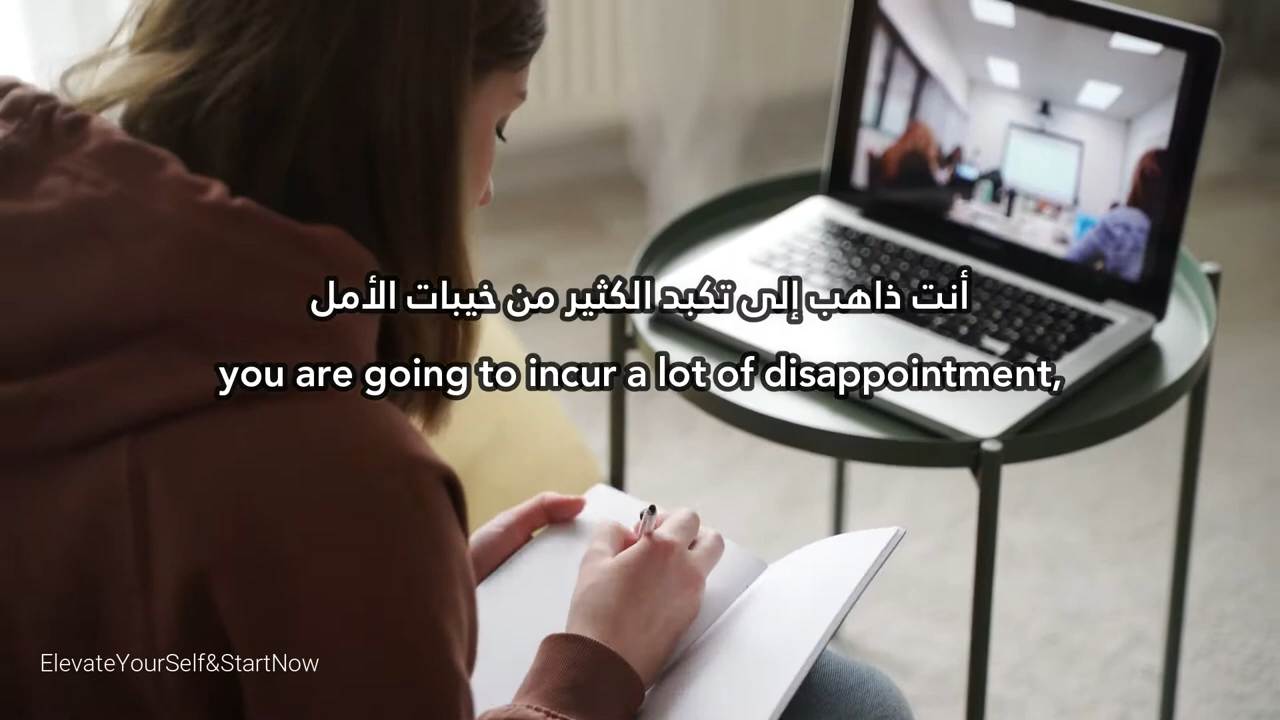 أنت ذاهب إلى تكبد الكثير من خيبات الأمل
you are going to incur a lot of disappointment,
ElevateYourSelf&StartNow